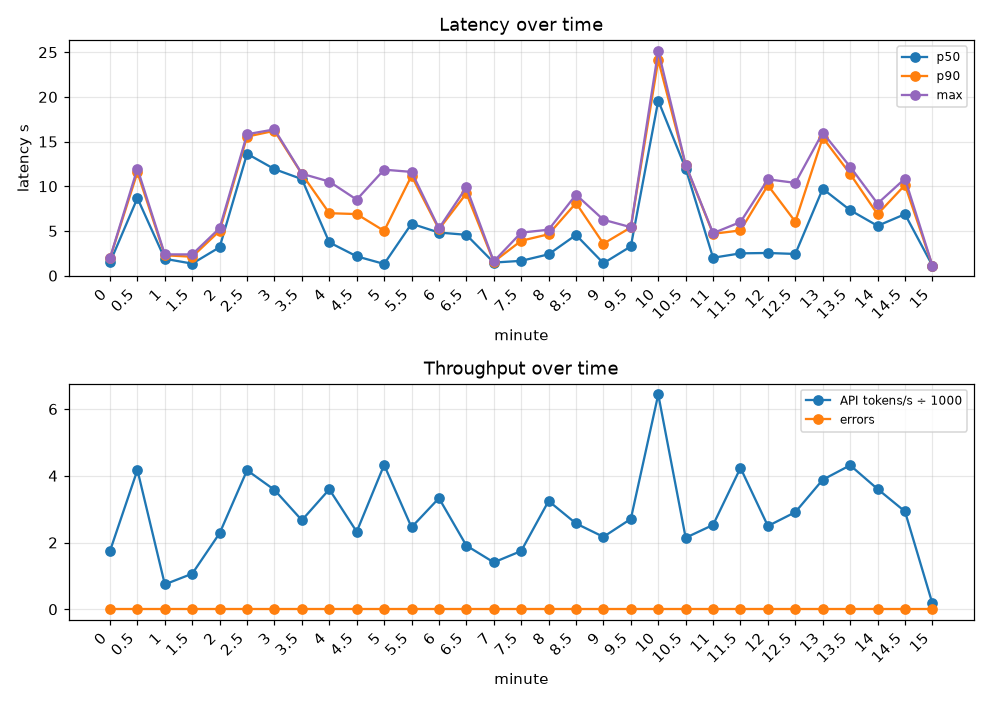 Latency over time
latency s
25
20
15
10
5
0
p50
p90
max
0 0.5 1 1.5 2 2.5 3 3.5 4 4.5 5 5.5 6 6.5 7 7.5 8 8.5 9 9.5 10 10.5 11 11.5 12 12.5 13 13.5 14 14.5 15
minute
Throughput over time
6
4
2
0
API tokens/s ÷ 1000
errors
0 0.5 1 1.5 2 2.5 3 3.5 4 4.5 5 5.5 6 6.5 7 7.5 8 8.5 9 9.5 10 10.5 11 11.5 12 12.5 13 13.5 14 14.5 15
minute